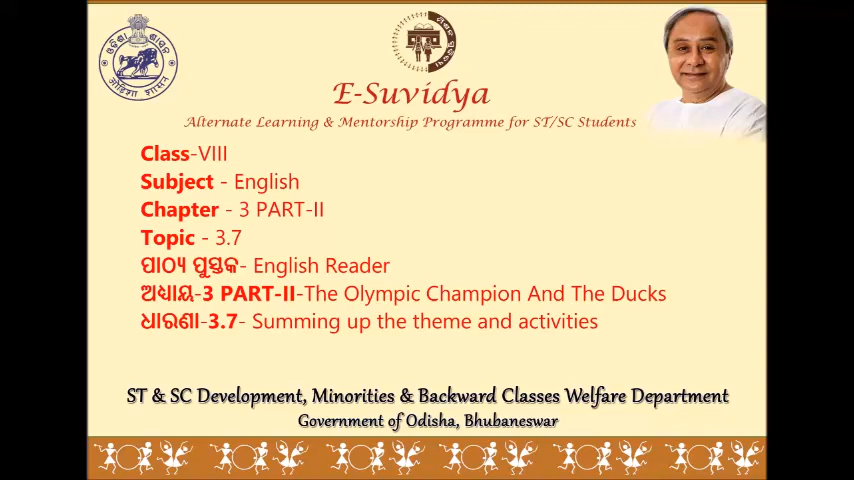 E-Suvidya
Alternate Learning & Mentorship Programme for ST/SC Students
Class-VIII
Subject - English
Chapter - 3 PART-II
Topic - 3.7
ପାଠ୍ୟ ପୁସ୍ତକ- English Reader
ଅଧ୍ୟାୟ-3 PART-II-The Olympic Champion And The Ducks
ଧାରଣା-3.7- Summing up the theme and activities
ST & SC Development, Minorities & Backward Classes Welfare Department
Government of Odisha, Bhubaneswar